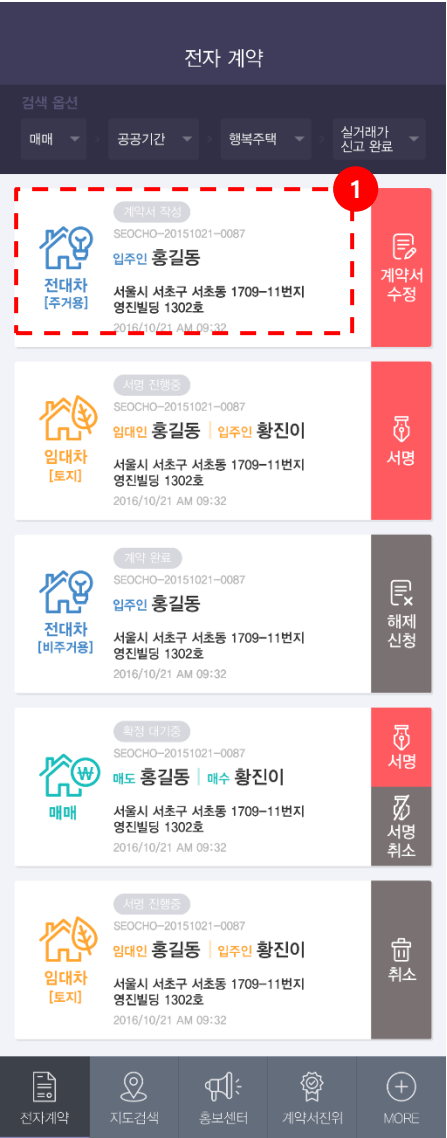 전자 계약
검색 옵션
매매 공공기간 행복주택 실거래가
신고 완료
1
계약서 작성
SEOCHO-20151021-0087
입주인 홍길동
서울시 서초구 서초동 1709-11번지
영진빌딩 1302호
2016/10/21 AM 09:32
전대차
[주거용]
계약서
수정
서명 진행중
SEOCHO-20151021-0087
임대인 홍길동 입주인 황진이
서울시 서초구 서초동 1709-11번지
영진빌딩 1302호
2016/10/21 AM 09:32
임대차
[토지]
서명
계약 완료
SEOCHO-20151021-0087
입주인 홍길동
서울시 서초구 서초동 1709-11번지
영진빌딩 1302호
2016/10/21 AM 09:32
전대차
[비주거용]
해제
신청
확정 대기중
SEOCHO-20151021-0087
매도 홍길동 매수 황진이
서울시 서초구 서초동 1709-11번지
영진빌딩 1302호
2016/10/21 AM 09:32
매매
서명
서명
취소
서명 진행중
SEOCHO-20151021-0087
임대인 홍길동 입주인 황진이
서울시 서초구 서초동 1709-11번지
영진빌딩 1302호
2016/10/21 AM 09:32
임대차
[토지]
취소
전자계약 지도검색 홍보센터 계약서진위 MORE